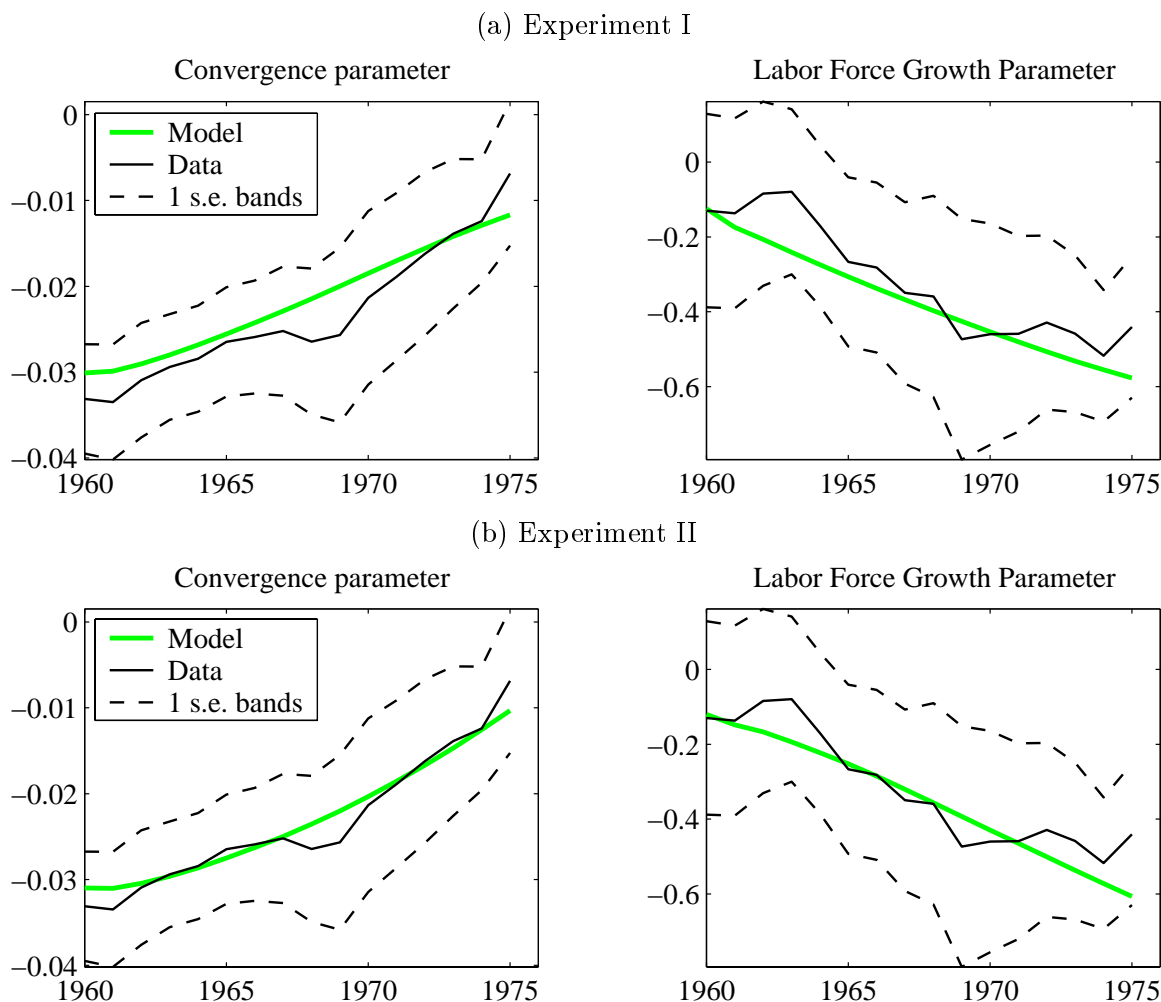 (a) Experiment I
Convergence parameter
0
−0.01
−0.02
−0.03
−0.04
1960 1965 1970 1975
Model
Data
1 s.e. bands
Labor Force Growth Parameter
0
−0.2
−0.4
−0.6
1960 1965 1970 1975
(b) Experiment II
Convergence parameter
0
−0.01
−0.02
−0.03
−0.04
1960 1965 1970 1975
Model
Data
1 s.e. bands
Labor Force Growth Parameter
0
−0.2
−0.4
−0.6
1960 1965 1970 1975